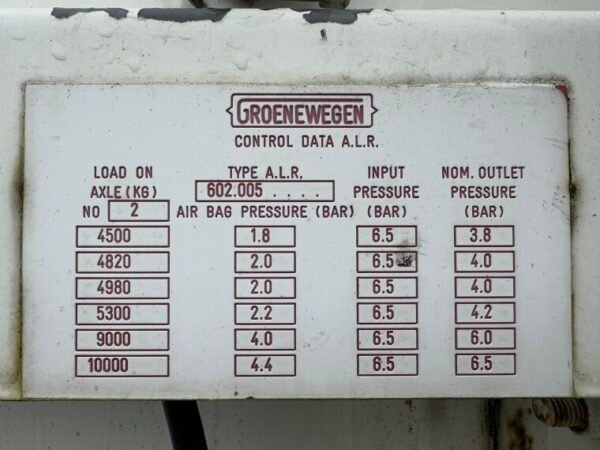 GROENEWEGEN
CONTROL DATA A.L.R.
LOAD ON TYPE A.L.R. INPUT NOM. OUTLET
AXLE (KG) 602.005 . . . . PRESSURE PRESSURE
NO 2 AIR BAG PRESSURE (BAR) (BAR) (BAR)
4500 1.8 6.5 3.8
4820 2.0 6.5 4.0
4980 2.0 6.5 4.0
5300 2.2 6.5 4.2
9000 4.0 6.5 6.0
10000 4.4 6.5 6.5